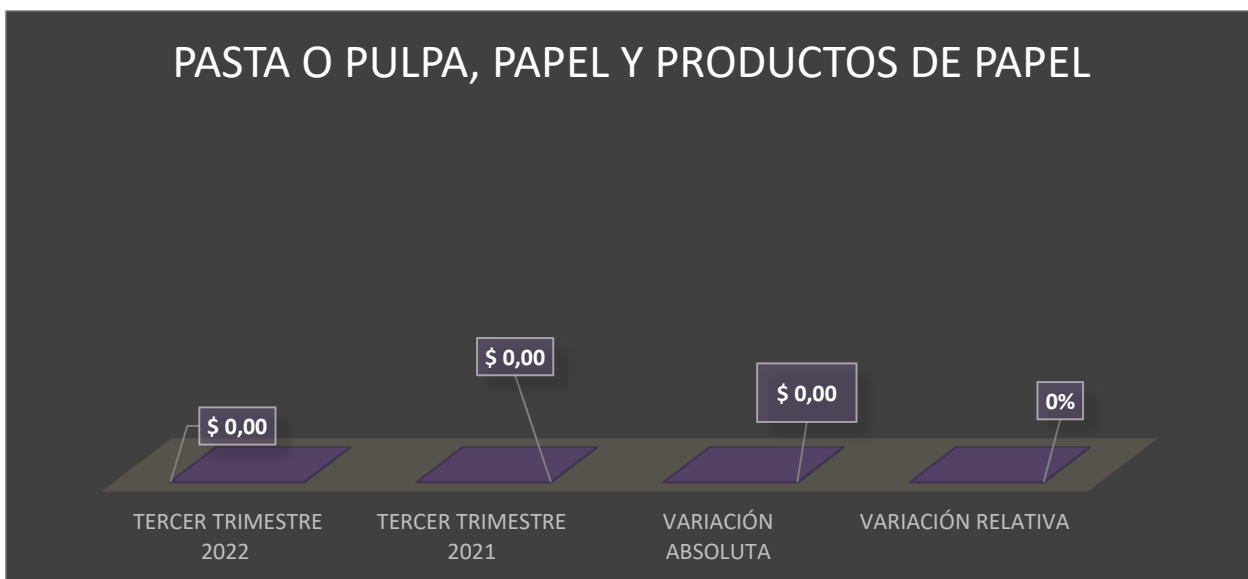 PASTA O PULPA, PAPEL Y PRODUCTOS DE PAPEL
$ 0,00
$ 0,00
$ 0,00
0%
TERCER TRIMESTRE
2022
TERCER TRIMESTRE
2021
VARIACIÓN
ABSOLUTA
VARIACIÓN RELATIVA